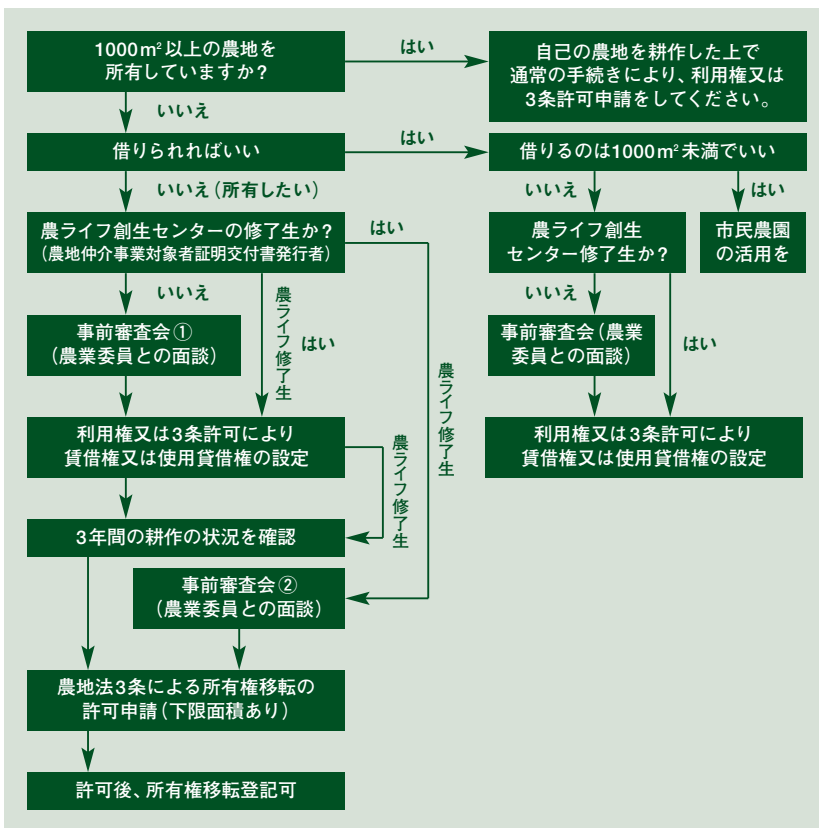 1000㎡以上の農地を
所有していますか？
はい
自己の農地を耕作した上で
通常の手続きにより、利用権又は
3条許可申請をしてください。
いいえ
借りられればいい
はい
借りるのは1000㎡未満でいい
いいえ（所有したい）
いいえ
はい
農ライフ創生センターの修了生か？
（農地仲介事業対象者証明交付書発行者）
はい
農ライフ創生
センター修了生か？
市民農園
の活用を
いいえ
農ライフ修了生
はい
いいえ
事前審査会①
（農業委員との面談）
事前審査会（農業
委員との面談）
はい
農ライフ修了生
利用権又は3条許可により
賃借権又は使用貸借権の設定
農ライフ修了生
利用権又は3条許可により
賃借権又は使用貸借権の設定
3年間の耕作の状況を確認
事前審査会②
（農業委員との面談）
農地法3条による所有権移転の
許可申請（下限面積あり）
許可後、所有権移転登記可